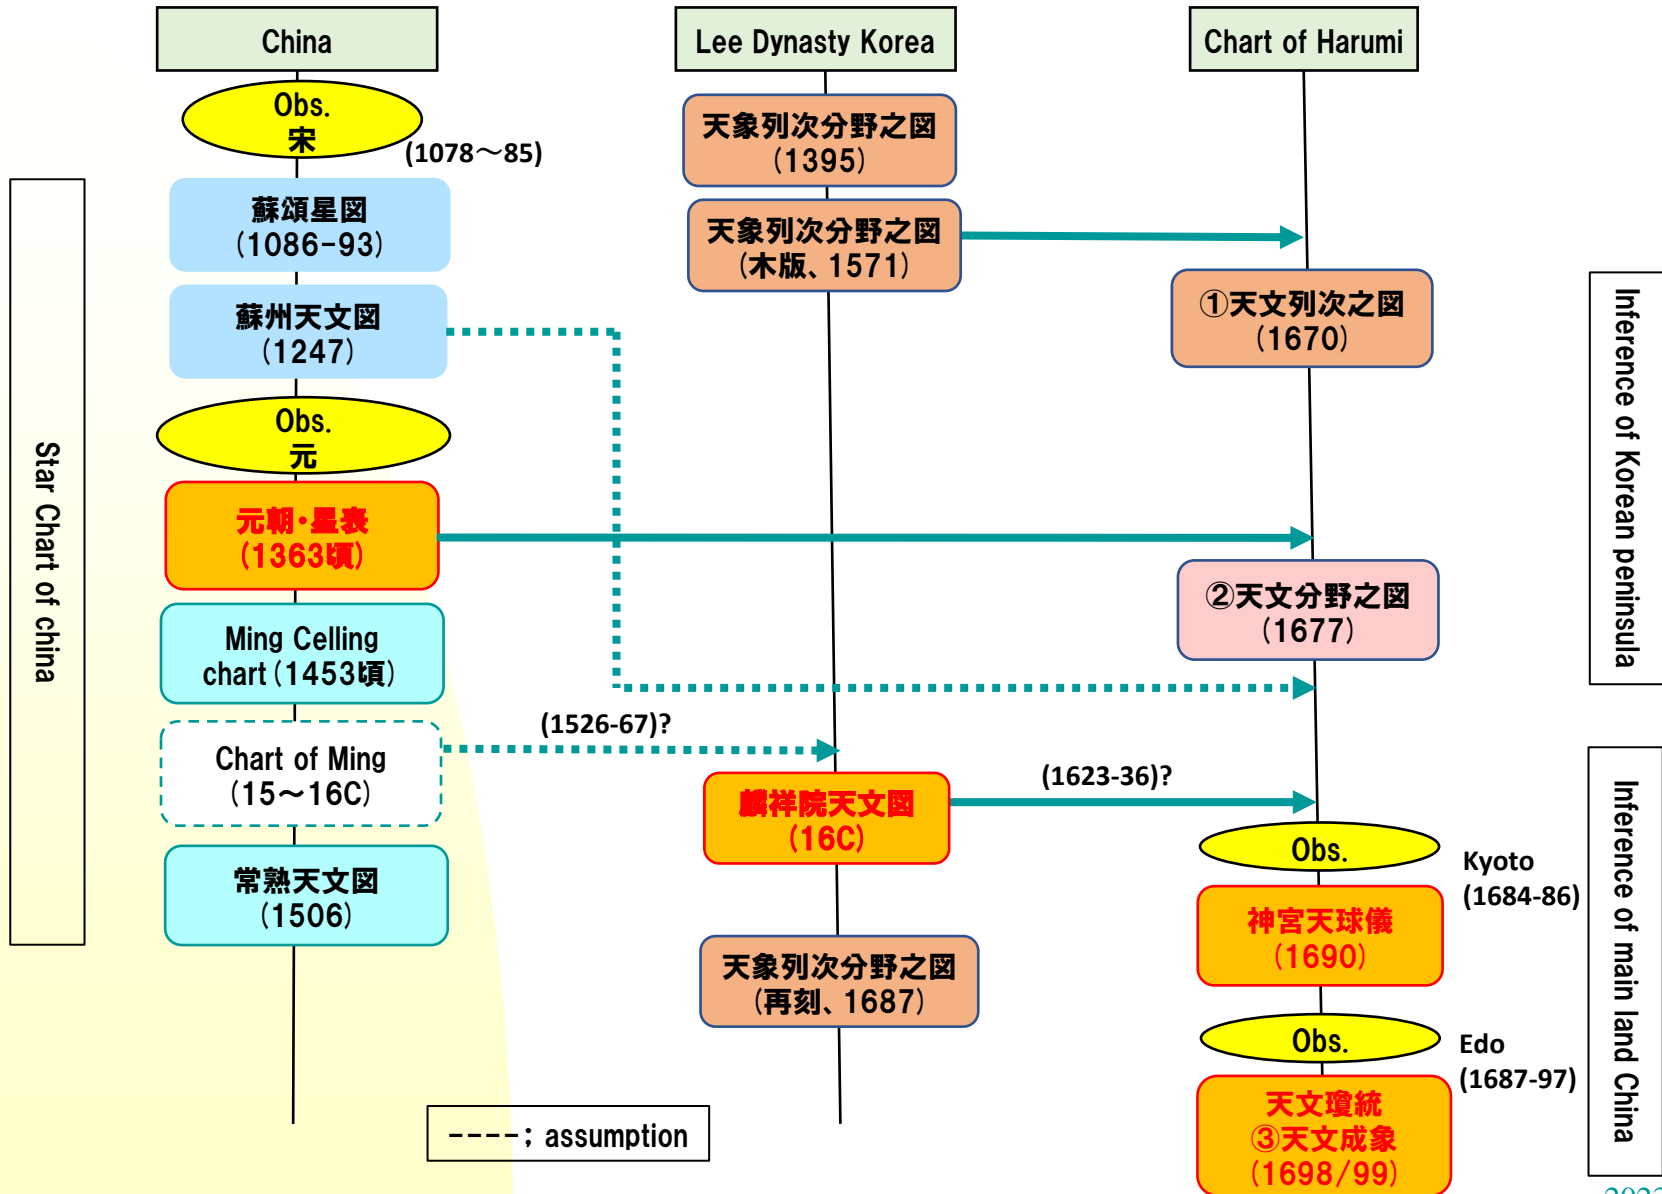 China
Lee Dynasty Korea
Chart of Harumi
Star Chart of china
Obs.
宋
(1078～85)
蘇頌星図
(1086-93)
蘇州天文図
(1247)
Obs.
元
元朝・星表
(1363頃)
Ming Celling
chart(1453頃)
Chart of Ming
(15～16C)
常熟天文図
(1506)
天象列次分野之図
(1395)
天象列次分野之図
(木版、1571)
(1526-67)?
麟祥院天文図
(16C)
天象列次分野之図
(再刻、1687)
(1623-36)?
①天文列次之図
(1670)
②天文分野之図
(1677)
Obs.
Kyoto
(1684-86)
神宮天球儀
(1690)
Obs.
Edo
(1687-97)
天文瓊統
③天文成象
(1698/99)
Inference of Korean peninsula
Inference of main land China
----; assumption